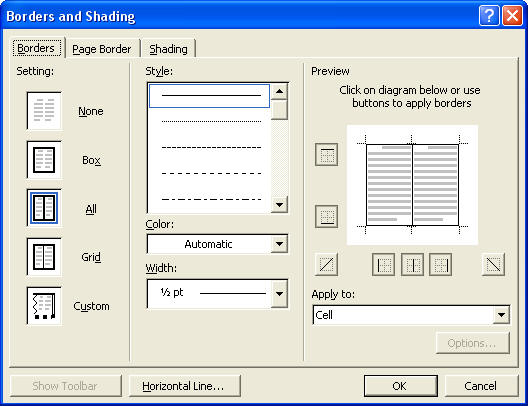 Borders and Shading
Borders
Page Border
Shading
Setting:
None
Box
All
Grid
Custom
Style:
Color:
Automatic
Width:
½ pt
Preview
Click on diagram below or use
buttons to apply borders
Apply to:
Cell
Options...
Show Toolbar
Horizontal Line...
OK
Cancel